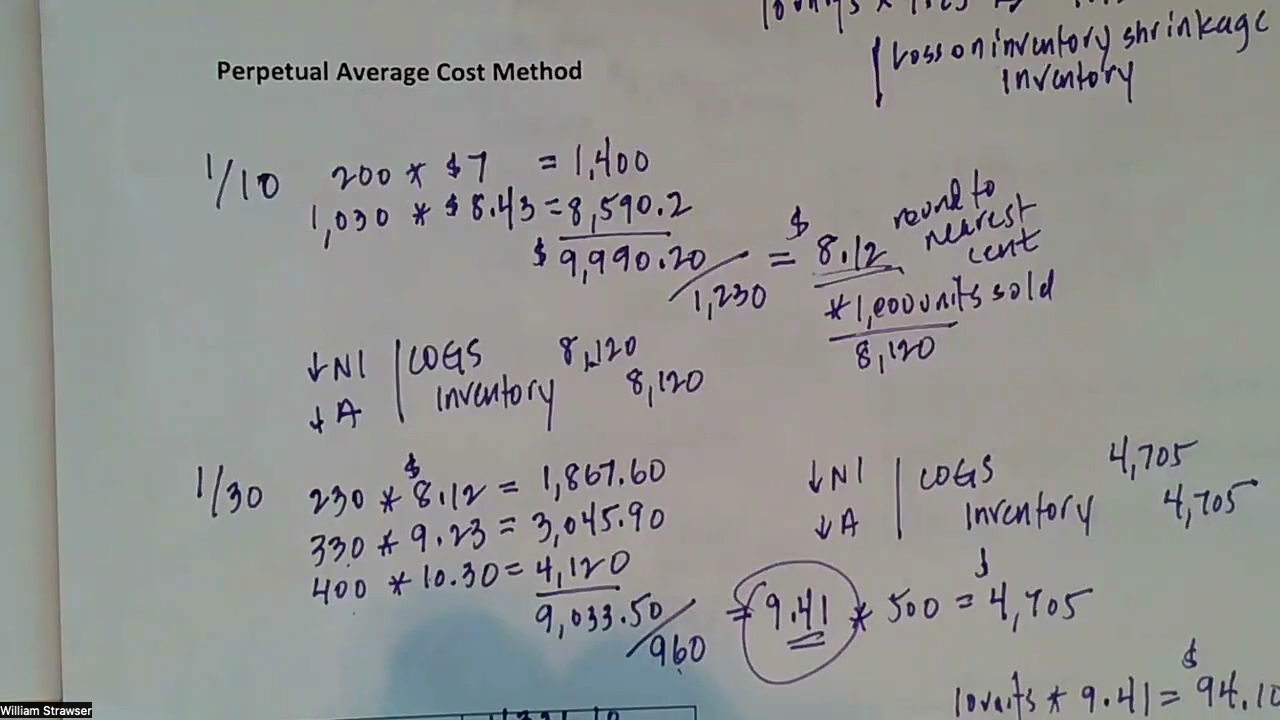 10 units *
Loss on inventory shrinkage
Inventory
Perpetual Average Cost Method
1/10 200 * $7 = 1,400
1,030 * $8.43 = 8,590.2
$9,990.20 / 1,230 = $8.12 round to nearest cent
* 1,000 units sold
8,120
↓NI COGS 8,120
↓A inventory 8,120
1/30 230 * $8.12 = 1,867.60
330 * 9.23 = 3,045.90
400 * 10.30 = 4,120
9,033.50 / 960 = 9.41 * 500 = $4,705
↓NI COGS 4,705
↓A inventory 4,705
10 units * 9.41 = $94.10
William Strawser